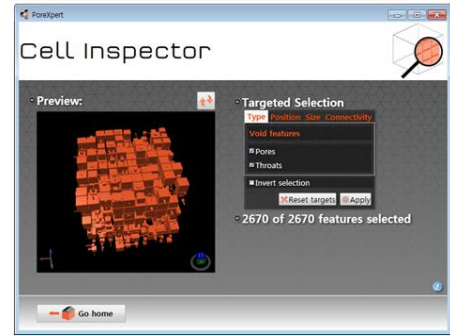 PoreXpert
Cell Inspector
Preview:
Targeted Selection
Type Position Size Connectivity
Void features
Pores
Throats
Invert selection
Reset targets Apply
2670 of 2670 features selected
Go home